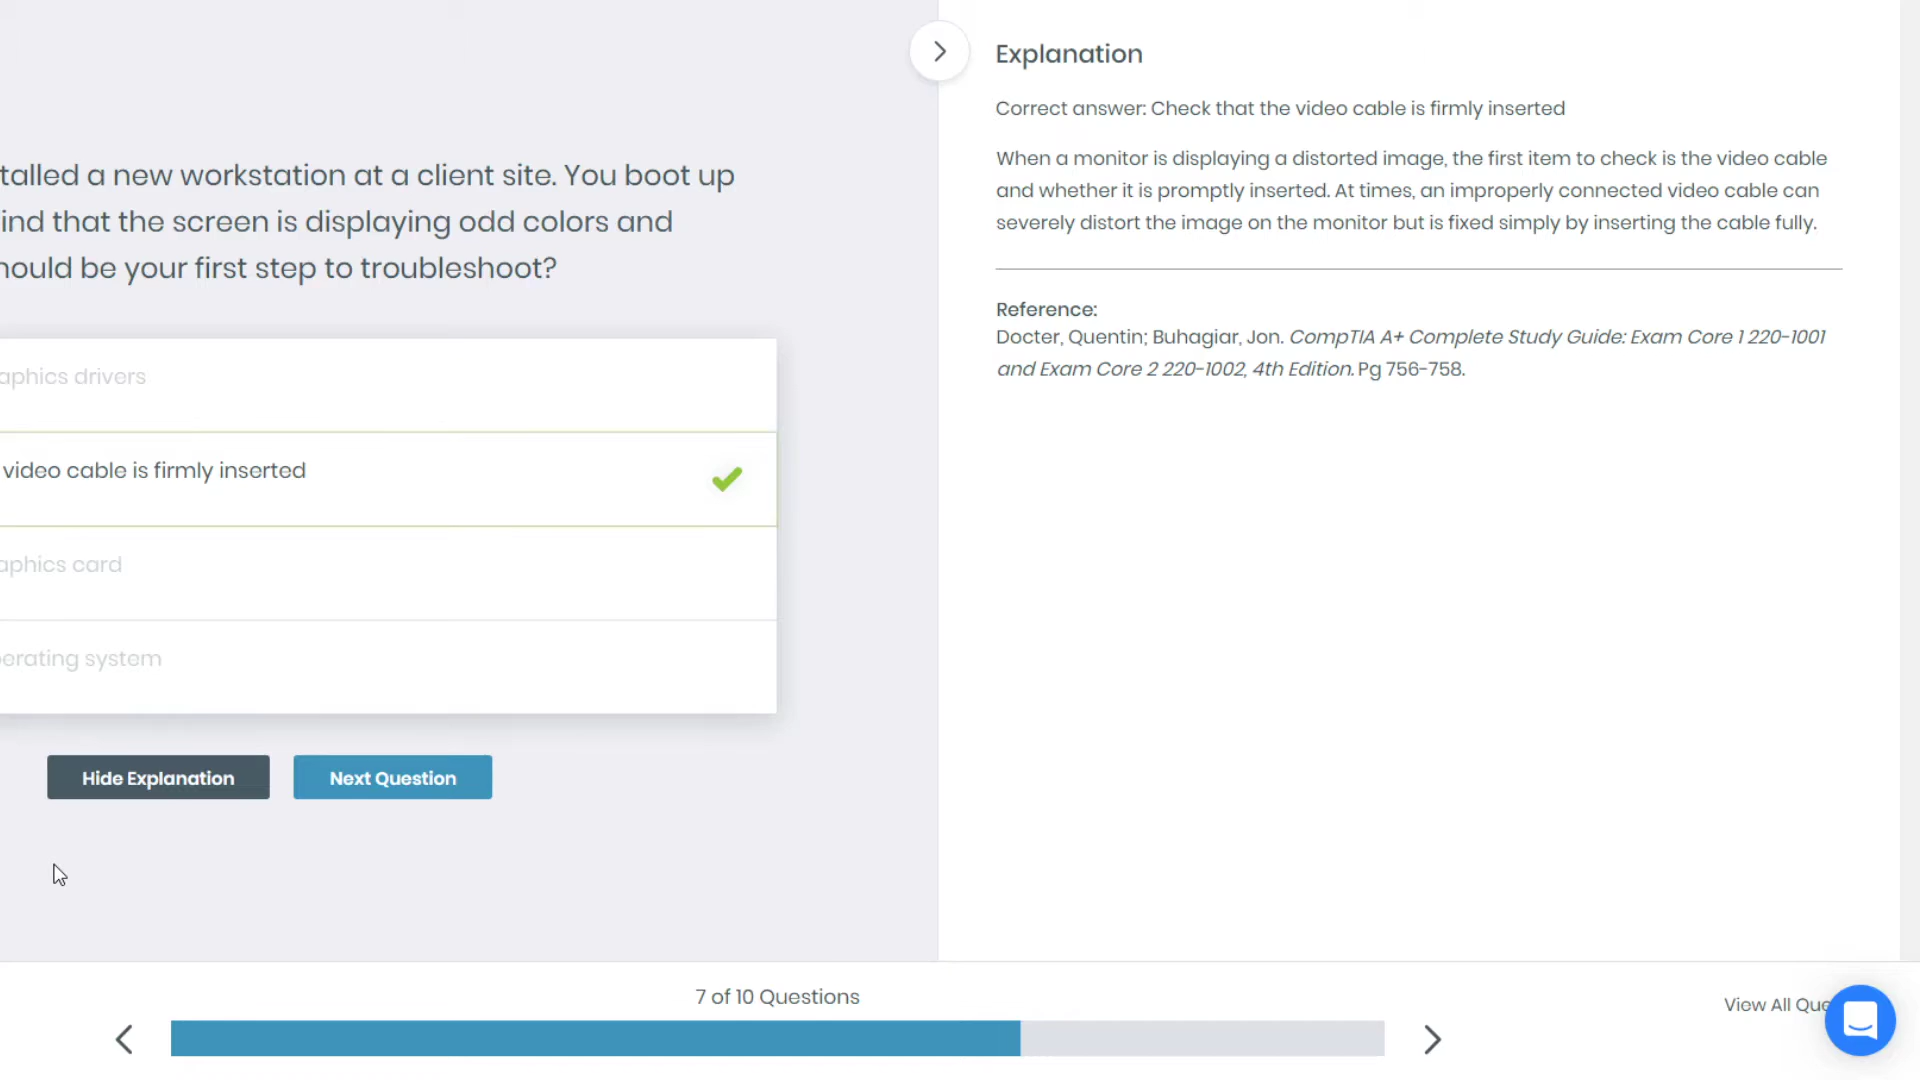 talled a new workstation at a client site. You boot up
ind that the screen is displaying odd colors and
hould be your first step to troubleshoot?
aphics drivers
video cable is firmly inserted
aphics card
erating system
Hide Explanation
Next Question
Explanation
Correct answer: Check that the video cable is firmly inserted
When a monitor is displaying a distorted image, the first item to check is the video cable
and whether it is promptly inserted. At times, an improperly connected video cable can
severely distort the image on the monitor but is fixed simply by inserting the cable fully.
Reference:
Docter, Quentin; Buhagiar, Jon. CompTIA A+ Complete Study Guide: Exam Core 1 220-1001
and Exam Core 2 220-1002, 4th Edition. Pg 756-758.
7 of 10 Questions
View All Que